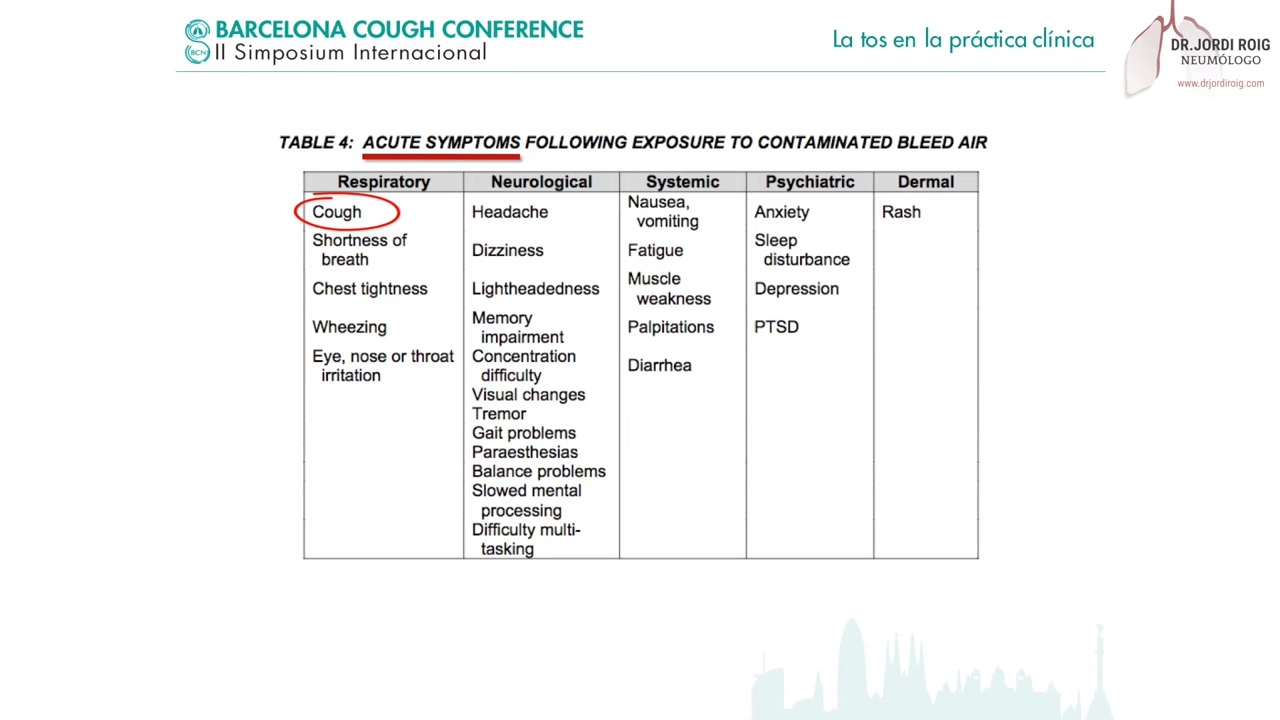 BARCELONA COUGH CONFERENCE
BCN
II Simposium Internacional
La tos en la práctica clínica
DR.JORDI ROIG
NEUMÓLOGO
www.drjordiroig.com
TABLE 4: ACUTE SYMPTOMS FOLLOWING EXPOSURE TO CONTAMINATED BLEED AIR
Respiratory
Cough
Shortness of
breath
Chest tightness
Wheezing
Eye, nose or throat
irritation
Neurological
Headache
Dizziness
Lightheadedness
Memory
impairment
Concentration
difficulty
Visual changes
Tremor
Gait problems
Paraesthesias
Balance problems
Slowed mental
processing
Difficulty multi-
tasking
Systemic
Nausea,
vomiting
Fatigue
Muscle
weakness
Palpitations
Diarrhea
Psychiatric
Anxiety
Sleep
disturbance
Depression
PTSD
Dermal
Rash